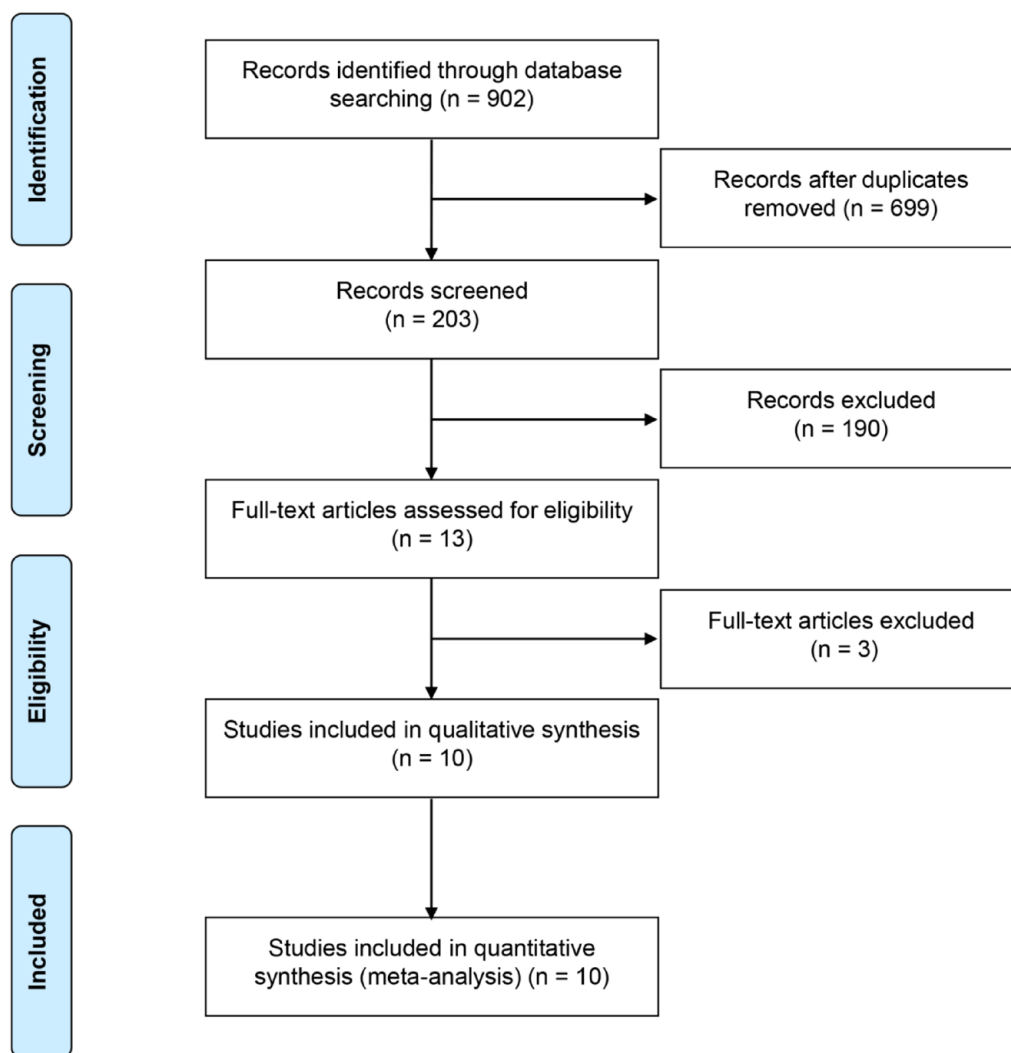 Identification
Records identified through database
searching (n = 902)
Records after duplicates
removed (n = 699)
Screening
Records screened
(n = 203)
Records excluded
(n = 190)
Full-text articles assessed for eligibility
(n = 13)
Eligibility
Full-text articles excluded
(n = 3)
Studies included in qualitative synthesis
(n = 10)
Included
Studies included in quantitative
synthesis (meta-analysis) (n = 10)